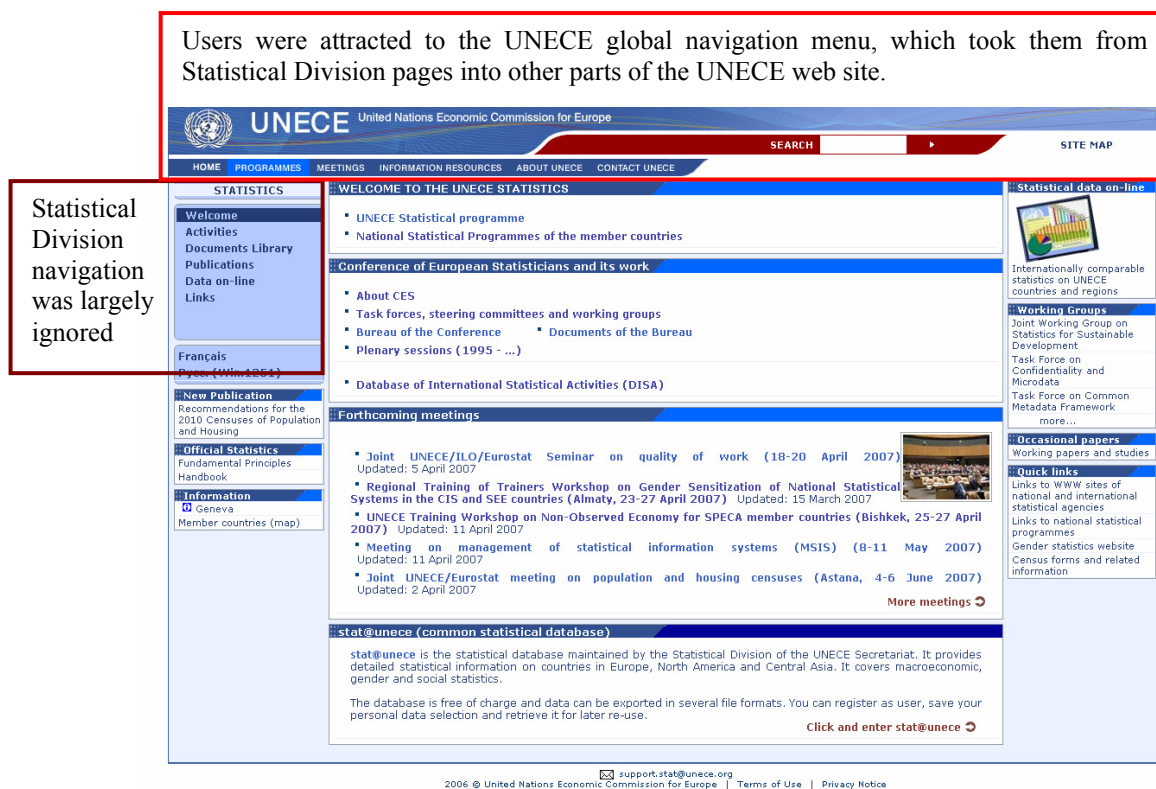 Users were attracted to the UNECE global navigation menu, which took them from
Statistical Division pages into other parts of the UNECE web site.
UNECE United Nations Economic Commission for Europe
SEARCH
SITE MAP
HOME PROGRAMMES MEETINGS INFORMATION RESOURCES ABOUT UNECE CONTACT UNECE
Statistical
Division
navigation
was largely
ignored
STATISTICS
Welcome
Activities
Documents Library
Publications
Data on-line
Links
Français
Русс. (Win1251)
New Publication
Recommendations for the
2010 Censuses of Population
and Housing
Official Statistics
Fundamental Principles
Handbook
Information
Geneva
Member countries (map)
WELCOME TO THE UNECE STATISTICS
UNECE Statistical programme
National Statistical Programmes of the member countries
Conference of European Statisticians and its work
About CES
Task forces, steering committees and working groups
Bureau of the Conference Documents of the Bureau
Plenary sessions (1995 - ...)
Database of International Statistical Activities (DISA)
Forthcoming meetings
Joint UNECE/ILO/Eurostat Seminar on quality of work (18-20 April 2007)
Updated: 5 April 2007
Regional Training of Trainers Workshop on Gender Sensitization of National Statistical
Systems in the CIS and SEE countries (Almaty, 23-27 April 2007) Updated: 15 March 2007
UNECE Training Workshop on Non-Observed Economy for SPECA member countries (Bishkek, 25-27 April
2007) Updated: 11 April 2007
Meeting on management of statistical information systems (MSIS) (8-11 May 2007)
Updated: 11 April 2007
Joint UNECE/Eurostat meeting on population and housing censuses (Astana, 4-6 June 2007)
Updated: 2 April 2007
More meetings
stat@unece (common statistical database)
stat@unece is the statistical database maintained by the Statistical Division of the UNECE Secretariat. It provides
detailed statistical information on countries in Europe, North America and Central Asia. It covers macroeconomic,
gender and social statistics.
The database is free of charge and data can be exported in several file formats. You can register as user, save your
personal data selection and retrieve it for later re-use.
Click and enter stat@unece
Statistical data on-line
Internationally comparable
statistics on UNECE
countries and regions
Working Groups
Joint Working Group on
Statistics for Sustainable
Development
Task Force on
Confidentiality and
Microdata
Task Force on Common
Metadata Framework
more...
Occasional papers
Working papers and studies
Quick links
Links to WWW sites of
national and international
statistical agencies
Links to national statistical
programmes
Gender statistics website
Census forms and related
information
support.stat@unece.org
2006 @ United Nations Economic Commission for Europe | Terms of Use | Privacy Notice